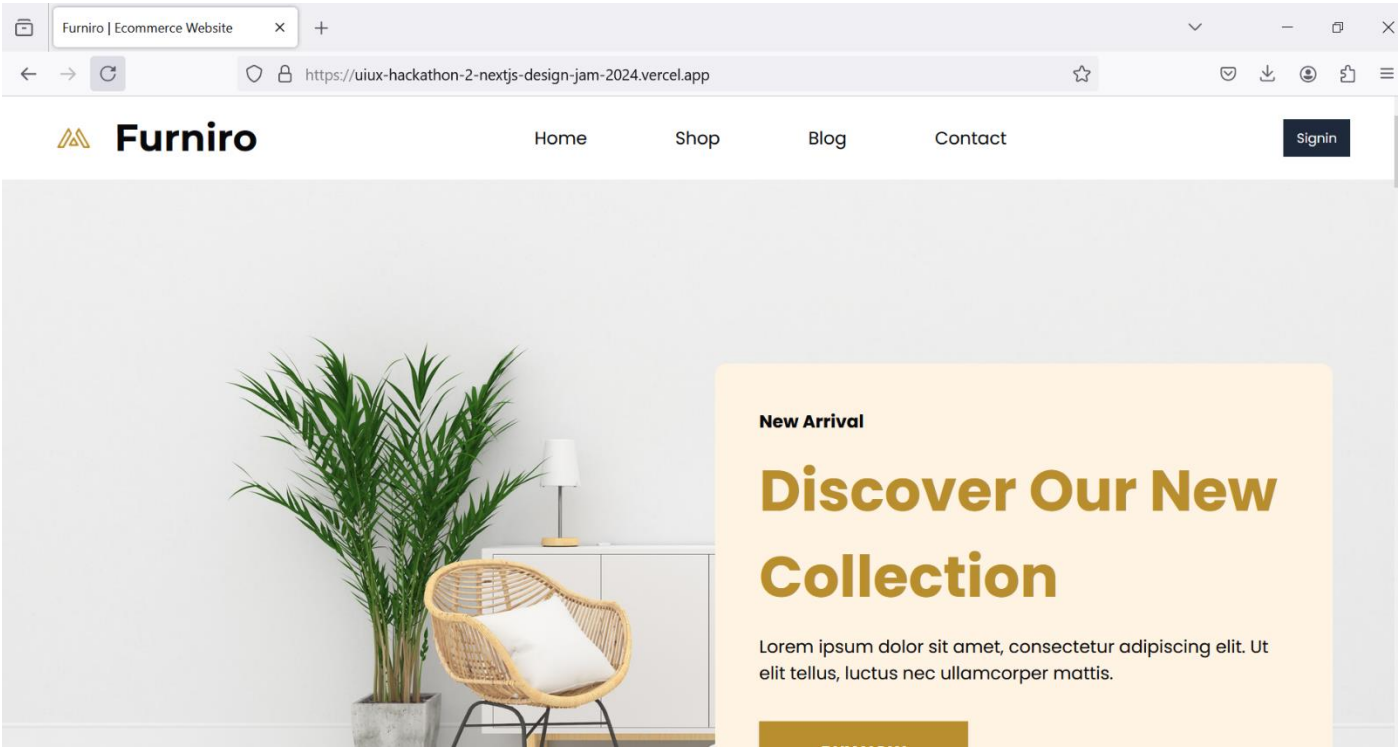 Furniro | Ecommerce Website
https://uiux-hackathon-2-nextjs-design-jam-2024.vercel.app
Furniro Home Shop Blog Contact Signin
New Arrival
Discover Our New
Collection
Lorem ipsum dolor sit amet, consectetur adipiscing elit. Ut
elit tellus, luctus nec ullamcorper mattis.